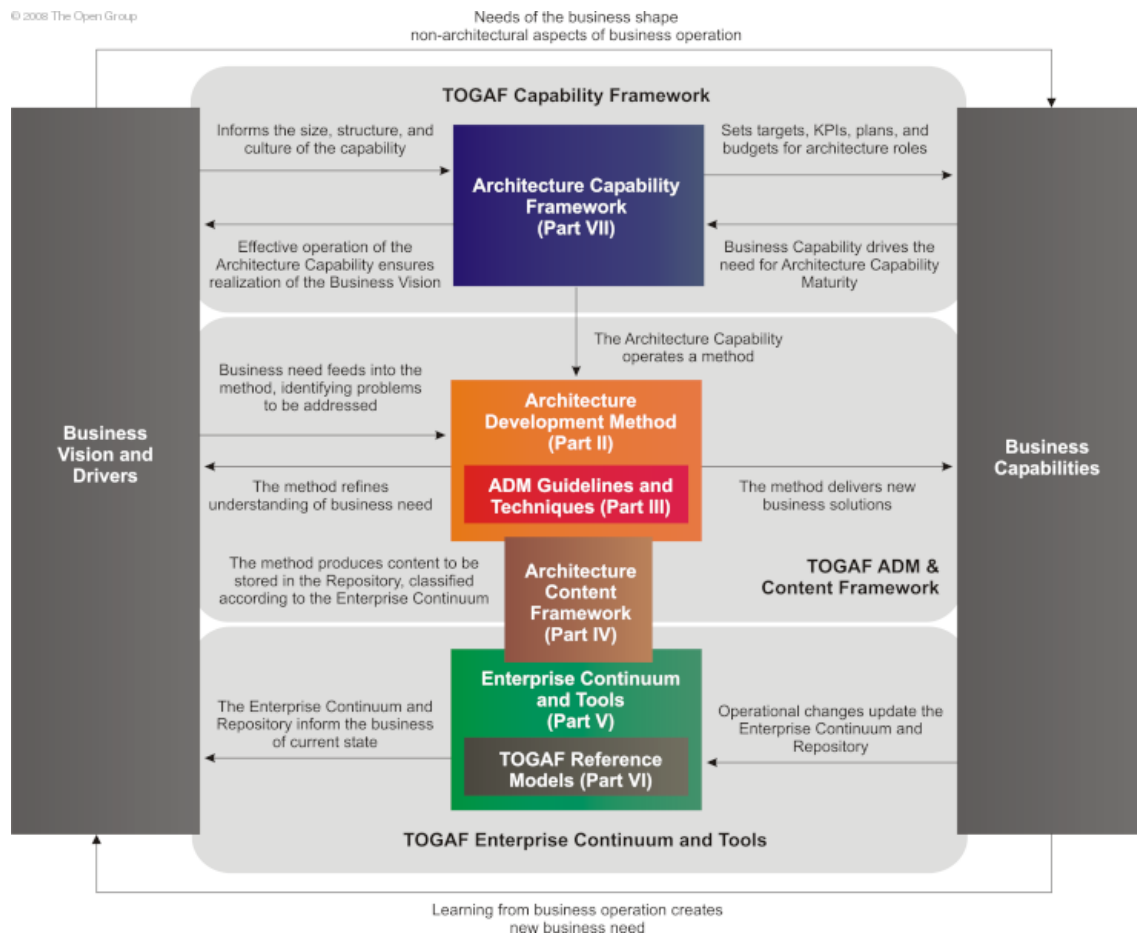 © 2008 The Open Group
Needs of the business shape
non-architectural aspects of business operation
TOGAF Capability Framework
Informs the size, structure, and
culture of the capability
Architecture Capability
Framework
(Part VII)
Sets targets, KPIs, plans, and
budgets for architecture roles
Effective operation of the
Architecture Capability ensures
realization of the Business Vision
Business Capability drives the
need for Architecture Capability
Maturity
The Architecture Capability
operates a method
Business
Vision and
Drivers
Business need feeds into the
method, identifying problems
to be addressed
Architecture
Development Method
(Part II)
ADM Guidelines and
Techniques (Part III)
Business
Capabilities
The method refines
understanding of business need
The method delivers new
business solutions
The method produces content to be
stored in the Repository, classified
according to the Enterprise Continuum
Architecture
Content
Framework
(Part IV)
TOGAF ADM &
Content Framework
The Enterprise Continuum and
Repository inform the business
of current state
Enterprise Continuum
and Tools
(Part V)
TOGAF Reference
Models (Part VI)
Operational changes update the
Enterprise Continuum and
Repository
TOGAF Enterprise Continuum and Tools
Learning from business operation creates
new business need